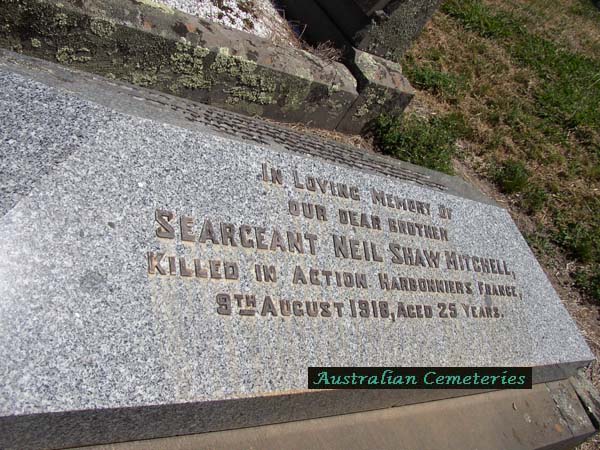 In Loving Memory of
our dear brother
Seargeant Neil Shaw Mitchell,
Killed in Action Harbonniers France,
9th August 1918, Aged 25 years.
Australian Cemeteries